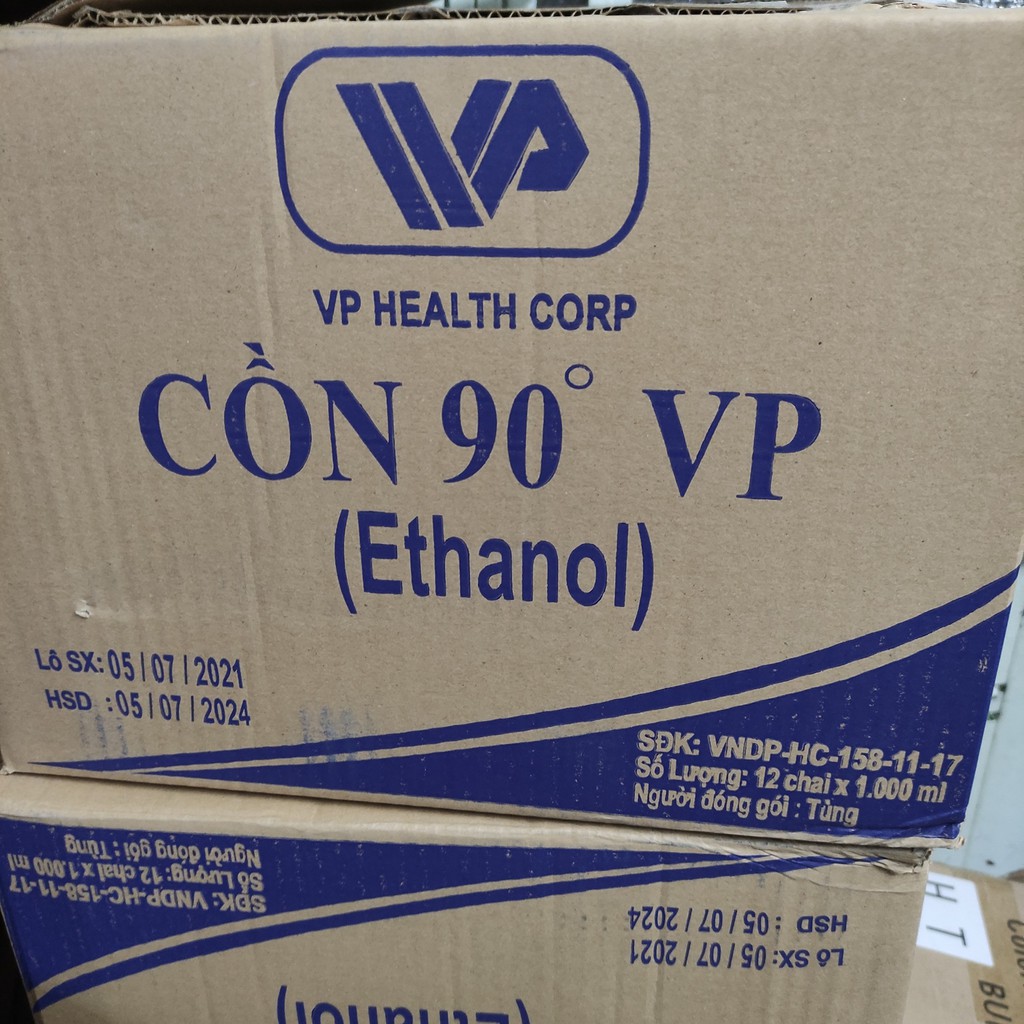 VP
VP HEALTH CORP
CỒN 90° VP
(Ethanol)
Lô SX: 05 / 07 / 2021
HSD : 05 / 07 / 2024
SĐK: VNDP-HC-158-11-17
Số Lượng: 12 chai x 1.000 ml
Người đóng gói : Tùng
SĐK: VNDP-HC-158-11-17
Số Lượng: 12 chai x 1.000 ml
Người đóng gói : Tùng
Lô SX: 05 / 07 / 2021
HSD : 05 / 07 / 2024
(Ethanol)
H T